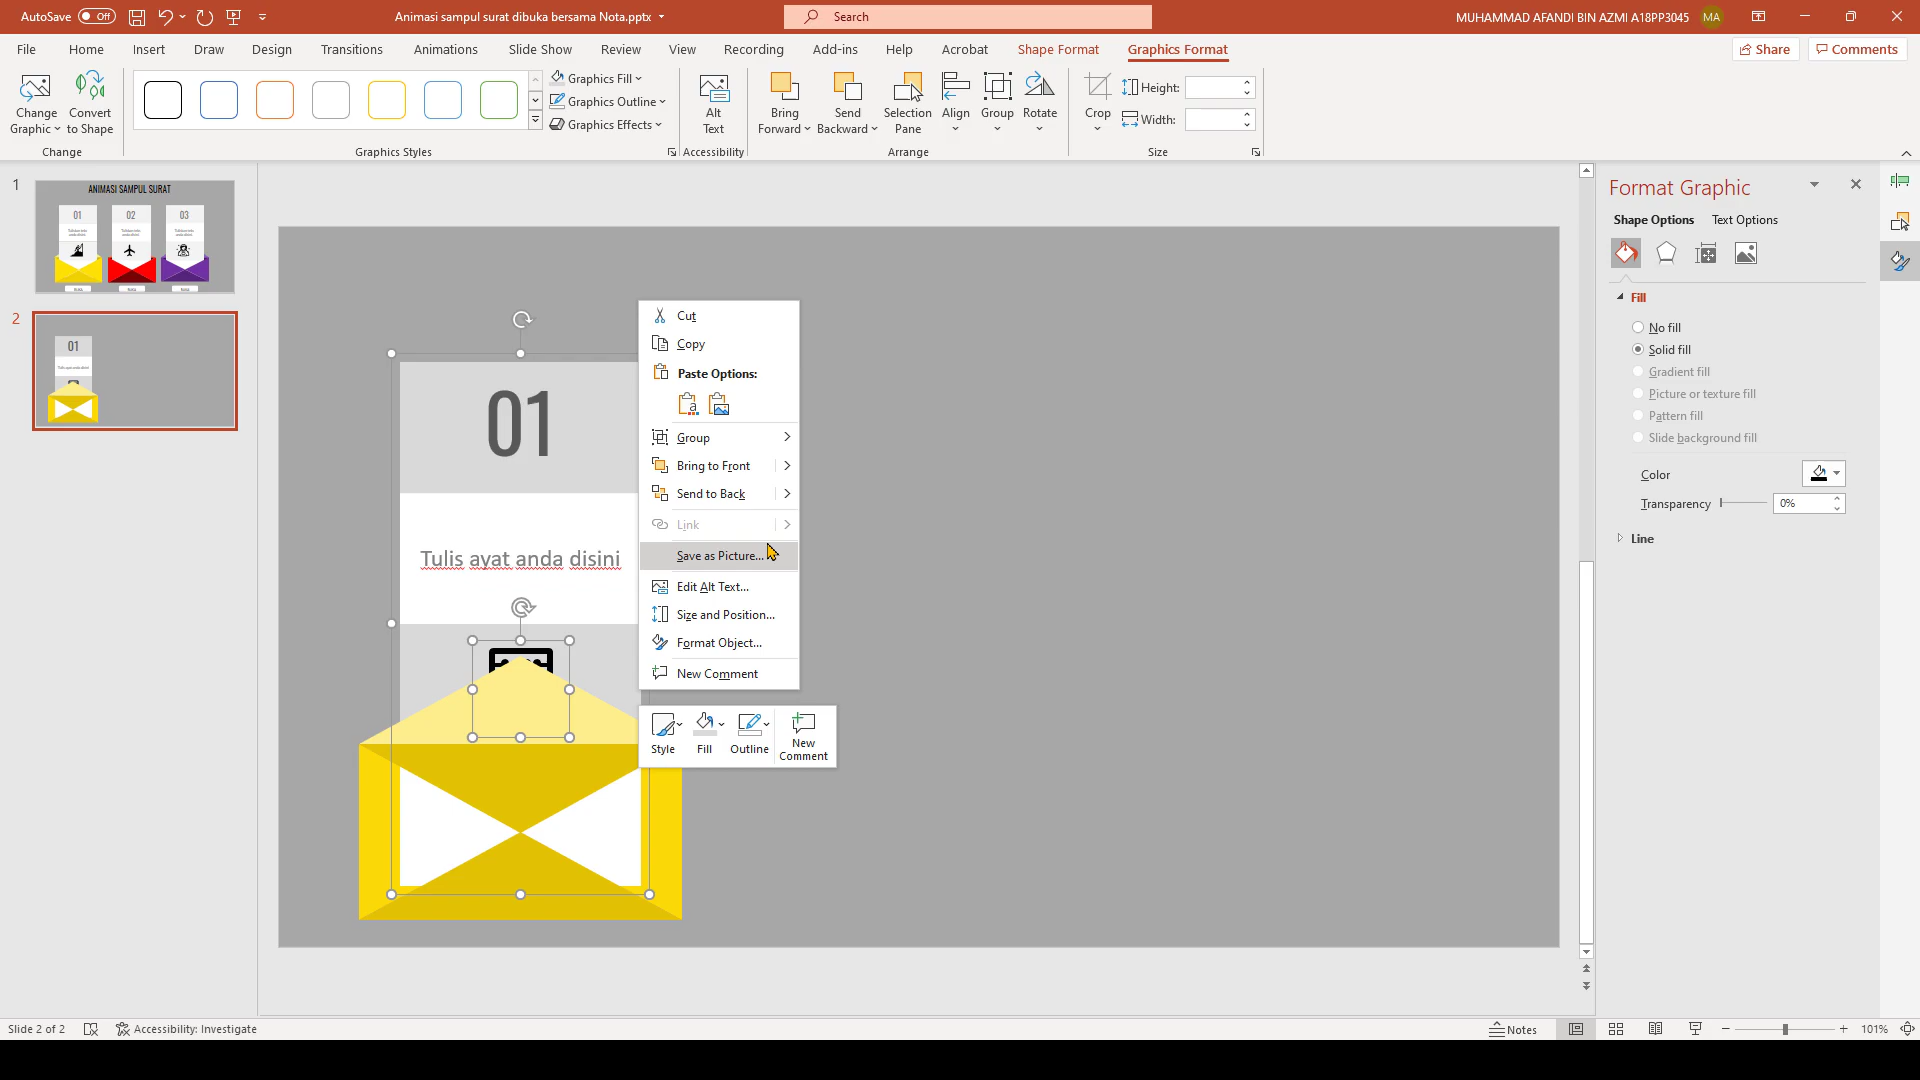 AutoSave Off Animasi sampul surat dibuka bersama Nota.pptx Search MUHAMMAD AFANDI BIN AZMI A18PP3045 MA
File Home Insert Draw Design Transitions Animations Slide Show Review View Recording Add-ins Help Acrobat Shape Format Graphics Format Share Comments
Change Graphic
Convert to Shape
Change
Graphics Fill
Graphics Outline
Graphics Effects
Graphics Styles
Alt Text
Accessibility
Bring Forward
Send Backward
Selection Pane
Align
Group
Rotate
Arrange
Crop
Height:
Width:
Size
1
ANIMASI SAMPUL SURAT
01 02 03
2
01
Tulis ayat anda disini
01
Tulis ayat anda disini
Cut
Copy
Paste Options:
Group
Bring to Front
Send to Back
Link
Save as Picture...
Edit Alt Text...
Size and Position...
Format Object...
New Comment
Style Fill Outline New Comment
Format Graphic
Shape Options Text Options
Fill
No fill
Solid fill
Gradient fill
Picture or texture fill
Pattern fill
Slide background fill
Color
Transparency 0%
Line
Slide 2 of 2 Accessibility: Investigate Notes 101%